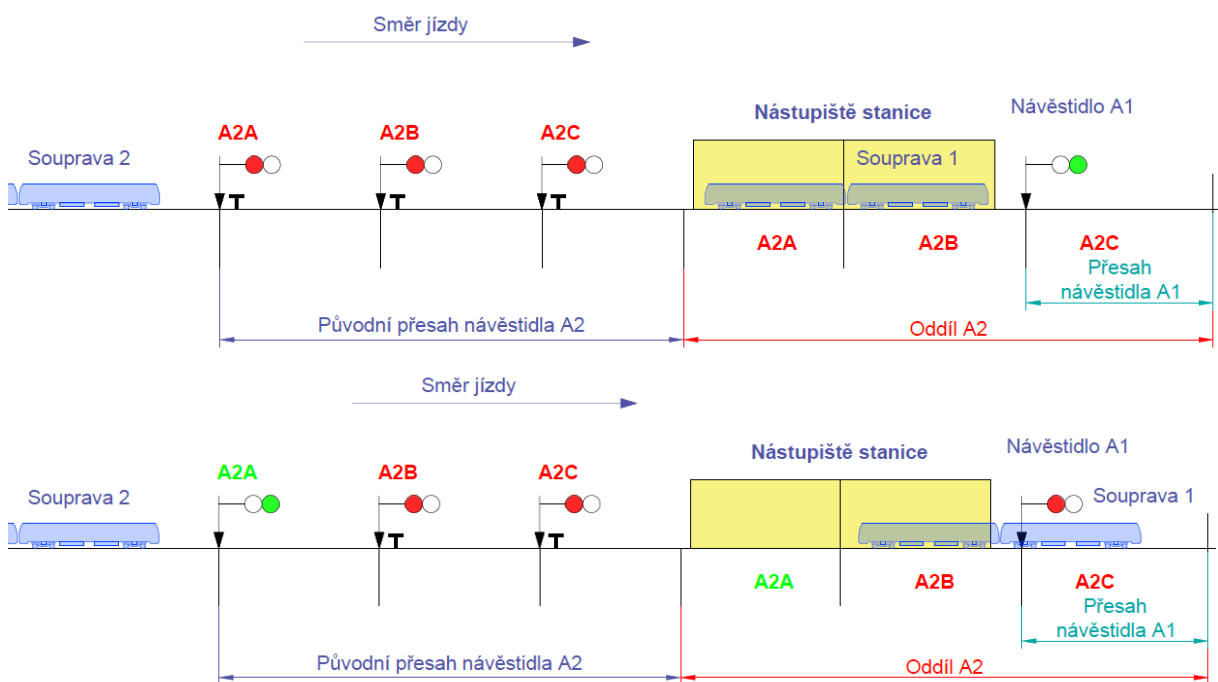 Směr jízdy
Návěstidlo A1
Nástupiště stanice
A2A
A2B
A2C
Souprava 2
Souprava 1
T
T
T
A2A
A2B
A2C
Přesah
návěstidla A1
Původní přesah návěstidla A2
Oddíl A2
Směr jízdy
Návěstidlo A1
Nástupiště stanice
A2A
A2B
A2C
Souprava 2
Souprava 1
T
T
A2A
A2B
A2C
Přesah
návěstidla A1
Původní přesah návěstidla A2
Oddíl A2